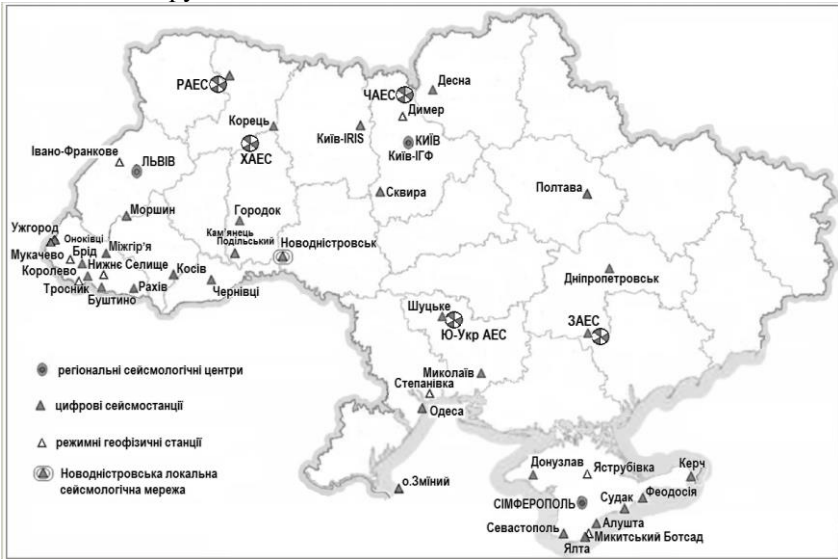 РАЕС
ЧАЕС
Десна
Димер
Корець
Київ-IRIS
КИЇВ
Київ-ІГФ
Івано-Франкове
ЛЬВІВ
ХАЕС
Сквира
Полтава
Моршин
Городок
Кам'янець
Подільський
Новодністровськ
Ужгород
Оноківці
Міжгір'я
Мукачево
Брід
Королево
Нижнє Селище
Косів
Тросник
Рахів
Чернівці
Буштино
Дніпропетровськ
Шуцьке
ЗАЕС
Ю-Укр АЕС
Миколаїв
Степанівка
Одеса
о.Зміїний
регіональні сейсмологічні центри
цифрові сейсмостанції
режимні геофізичні станції
Новодністровська локальна
сейсмологічна мережа
Донузлав
Яструбівка
Керч
СІМФЕРОПОЛЬ
Судак
Феодосія
Севастополь
Алушта
Микитський Ботсад
Ялта